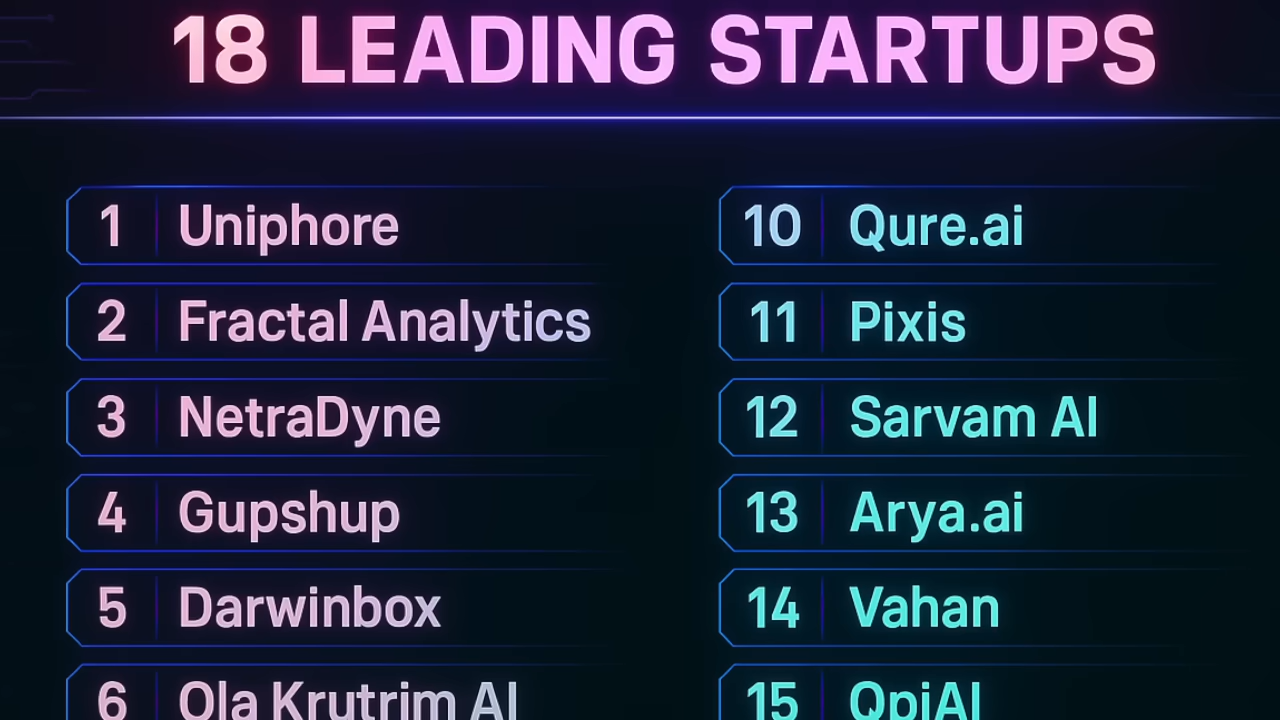 18 LEADING STARTUPS
1 Uniphore
2 Fractal Analytics
3 NetraDyne
4 Gupshup
5 Darwinbox
6 Ola Krutrim AI
10 Qure.ai
11 Pixis
12 Sarvam AI
13 Arya.ai
14 Vahan
15 QpiAI